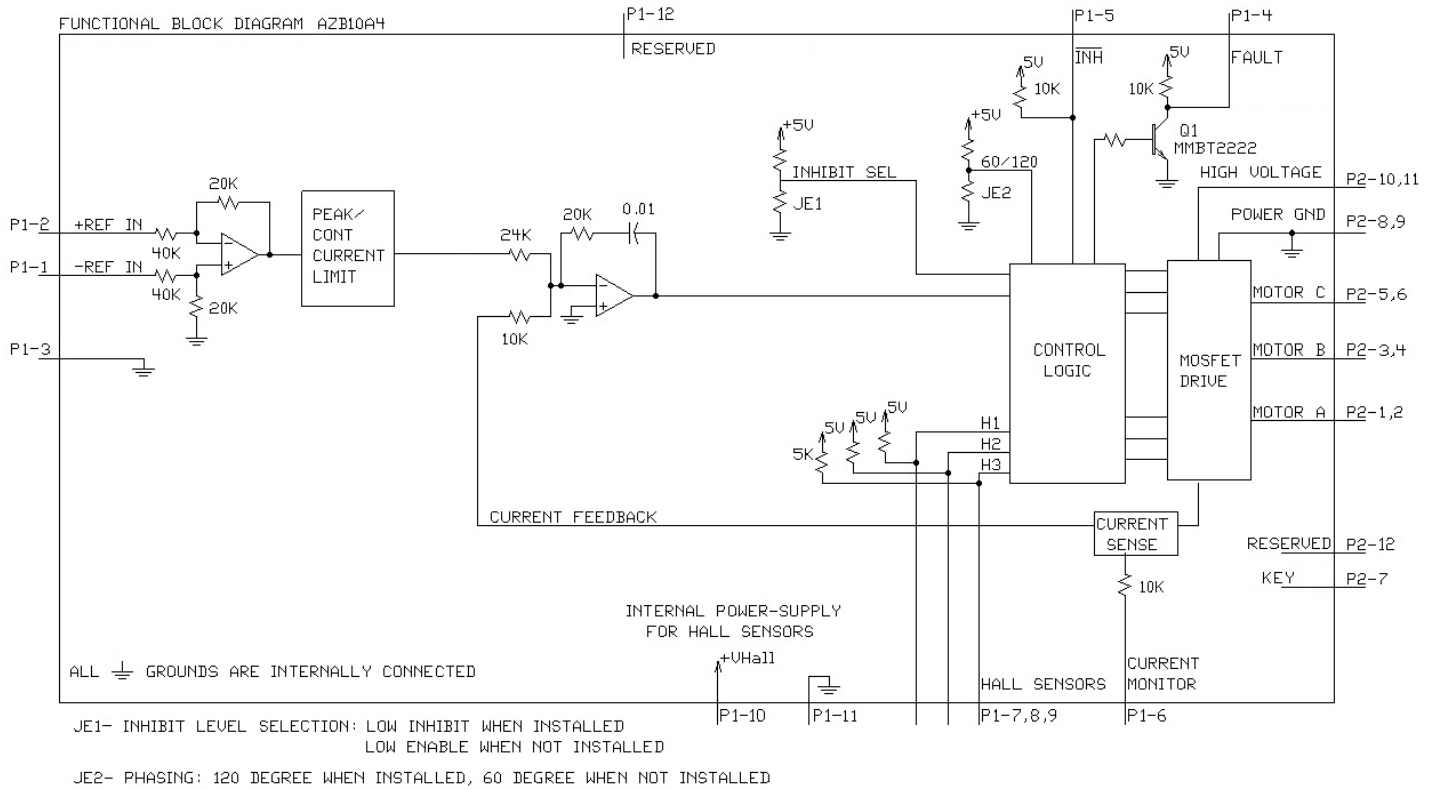 FUNCTIONAL BLOCK DIAGRAM AZB10A4
P1-12
RESERVED
P1-5
INH
P1-4
FAULT
5V
10K
5V
10K
Q1
MMBT2222
+5V
INHIBIT SEL
JE1
+5V
60/120
JE2
HIGH VOLTAGE
P2-10,11
POWER GND
P2-8,9
P1-2
+REF IN
40K
20K
P1-1
-REF IN
40K
20K
PEAK/
CONT
CURRENT
LIMIT
24K
20K
0.01
10K
P1-3
CONTROL
LOGIC
MOSFET
DRIVE
MOTOR C
P2-5,6
MOTOR B
P2-3,4
MOTOR A
P2-1,2
5V
5V
5V
5K
H1
H2
H3
CURRENT FEEDBACK
CURRENT
SENSE
RESERVED
P2-12
KEY
P2-7
10K
INTERNAL POWER-SUPPLY
FOR HALL SENSORS
+VHall
ALL GROUNDS ARE INTERNALLY CONNECTED
HALL SENSORS
CURRENT
MONITOR
P1-10
P1-11
P1-7,8,9
P1-6
JE1- INHIBIT LEVEL SELECTION: LOW INHIBIT WHEN INSTALLED
LOW ENABLE WHEN NOT INSTALLED
JE2- PHASING: 120 DEGREE WHEN INSTALLED, 60 DEGREE WHEN NOT INSTALLED